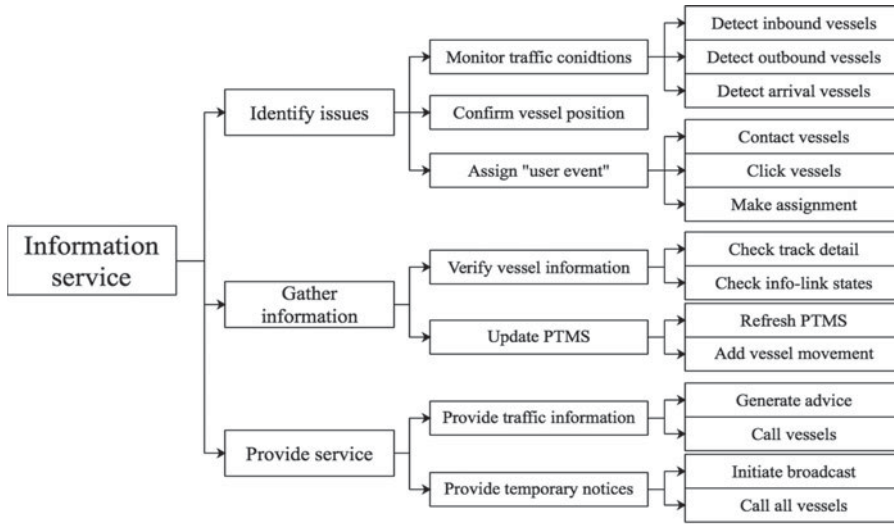 Information
service
Identify issues
Monitor traffic conidtions
Detect inbound vessels
Detect outbound vessels
Detect arrival vessels
Confirm vessel position
Assign "user event"
Contact vessels
Click vessels
Make assignment
Gather
information
Verify vessel information
Check track detail
Check info-link states
Update PTMS
Refresh PTMS
Add vessel movement
Provide service
Provide traffic information
Generate advice
Call vessels
Provide temporary notices
Initiate broadcast
Call all vessels